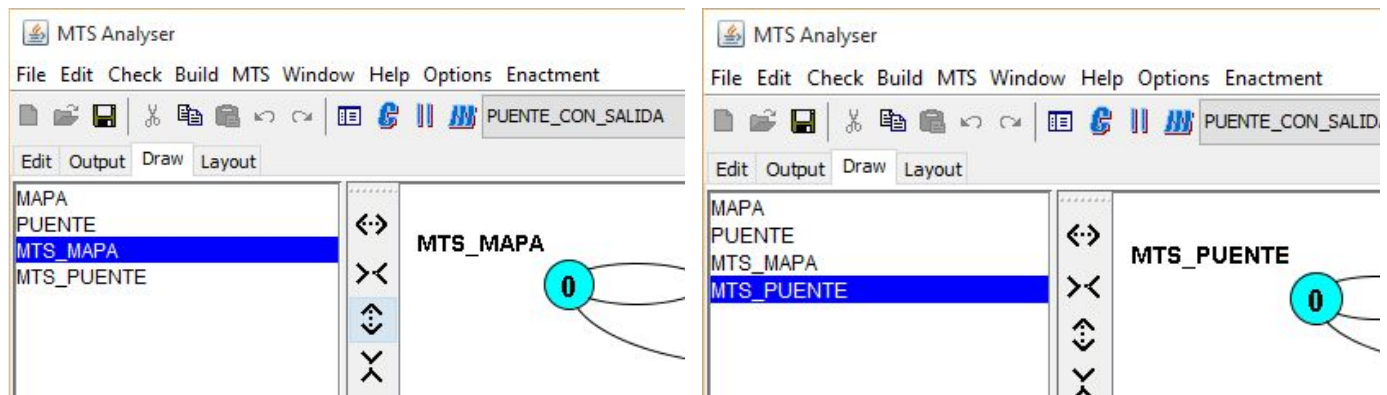 MTS Analyser
File Edit Check Build MTS Window Help Options Enactment
PUENTE_CON_SALIDA
Edit Output Draw Layout
MAPA
PUENTE
MTS_MAPA
MTS_PUENTE
MTS_MAPA
0
MTS Analyser
File Edit Check Build MTS Window Help Options Enactment
PUENTE_CON_SALID
Edit Output Draw Layout
MAPA
PUENTE
MTS_MAPA
MTS_PUENTE
MTS_PUENTE
0